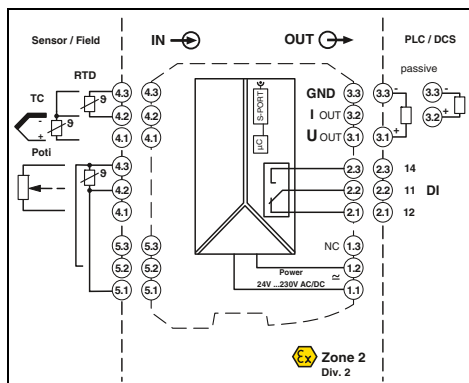 Sensor / Field
IN
OUT
PLC / DCS
RTD
TC
ϑ
ϑ
- +
4.3
4.2
4.1
4.3
4.2
4.1
S-PORT
µC
GND
I OUT
U OUT
3.3
3.2
3.1
3.3
3.1
- +
passive
3.3
3.2
- +
Poti
ϑ
4.3
4.2
4.1
2.3
2.2
2.1
2.3
2.2
2.1
14
11
12
DI
5.3
5.2
5.1
5.3
5.2
5.1
NC
1.3
1.2
1.1
Power
≃
24V ...230V AC/DC
Ex
Zone 2
Div. 2